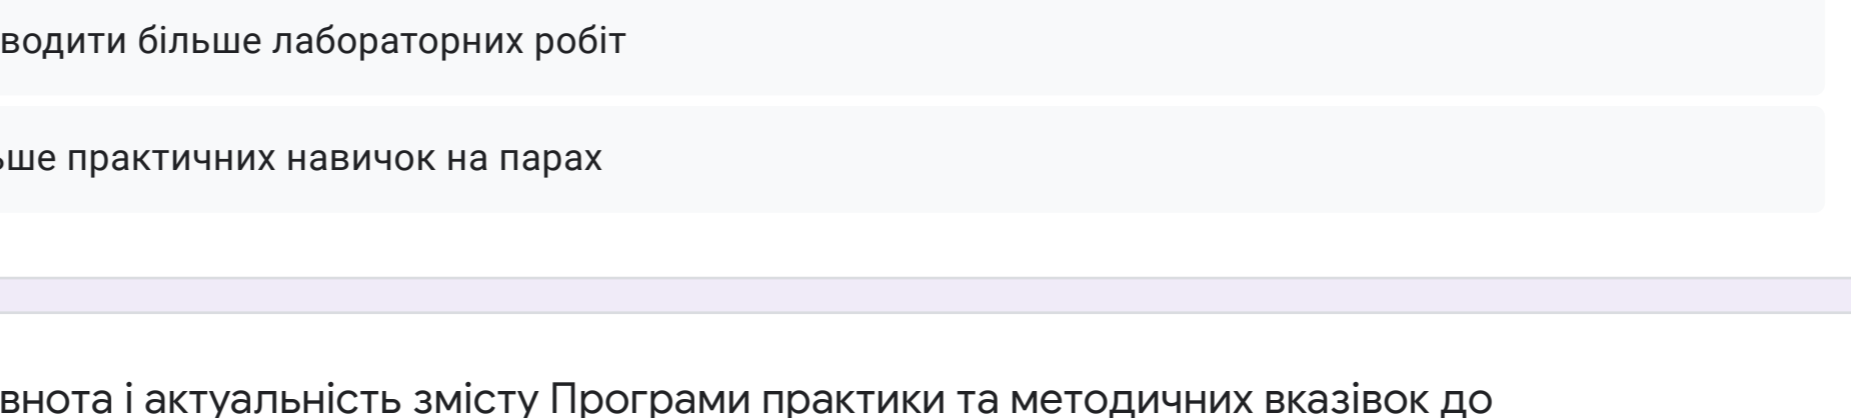 водити більше лабораторних робіт
ьше практичних навичок на парах
внота і актуальність змісту Програми практики та методичних вказівок до